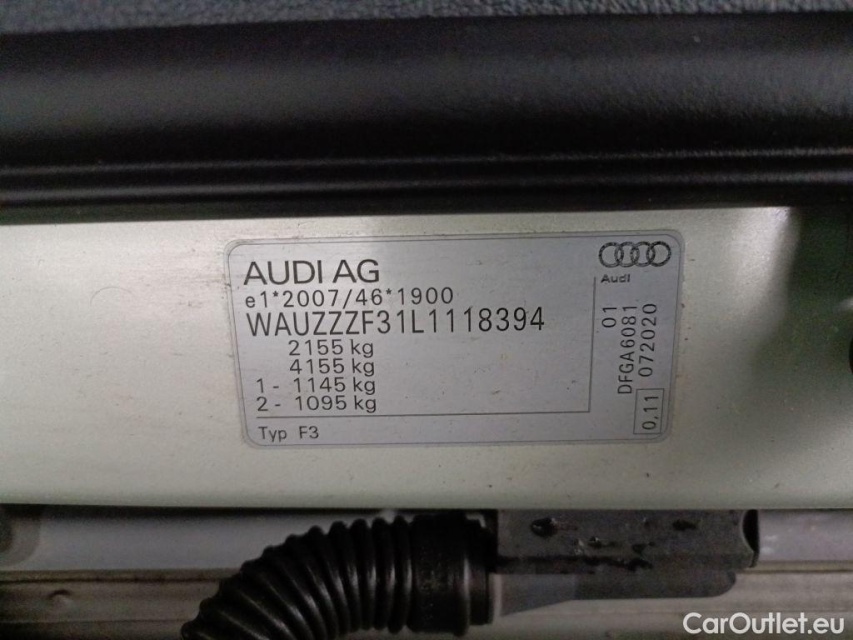 AUDI AG
e1*2007/46*1900
WAUZZZF31L1118394
2155 kg
4155 kg
1 - 1145 kg
2 - 1095 kg
Typ F3
Audi
01
DFGA6081
072020
0,11
CarOutlet.eu